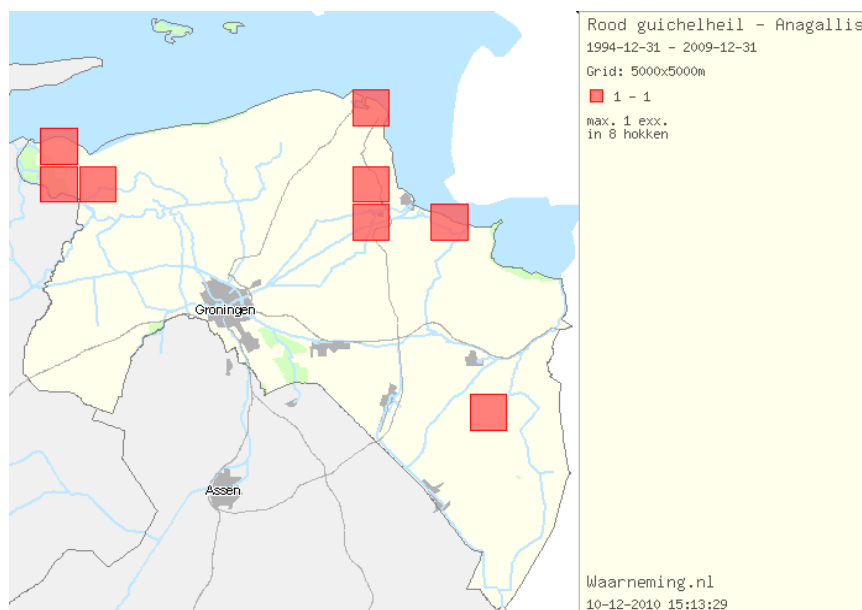 Rood guichelheil - Anagallis
1994-12-31 - 2009-12-31
Grid: 5000x5000m
1 - 1
max. 1 exx.
in 8 hokken
Groningen
Assen
Waarneming.nl
10-12-2010 15:13:29